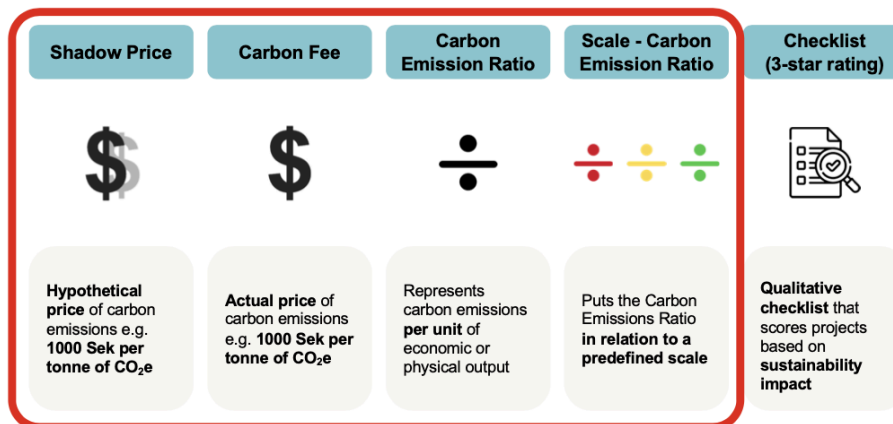 Shadow Price
Carbon Fee
Carbon
Emission Ratio
Scale - Carbon
Emission Ratio
Checklist
(3-star rating)
$
$
÷
÷ ÷ ÷
Hypothetical
price of carbon
emissions e.g.
1000 Sek per
tonne of CO₂e
Actual price of
carbon emissions
e.g. 1000 Sek per
tonne of CO₂e
Represents
carbon emissions
per unit of
economic or
physical output
Puts the Carbon
Emissions Ratio
in relation to a
predefined scale
Qualitative
checklist that
scores projects
based on
sustainability
impact